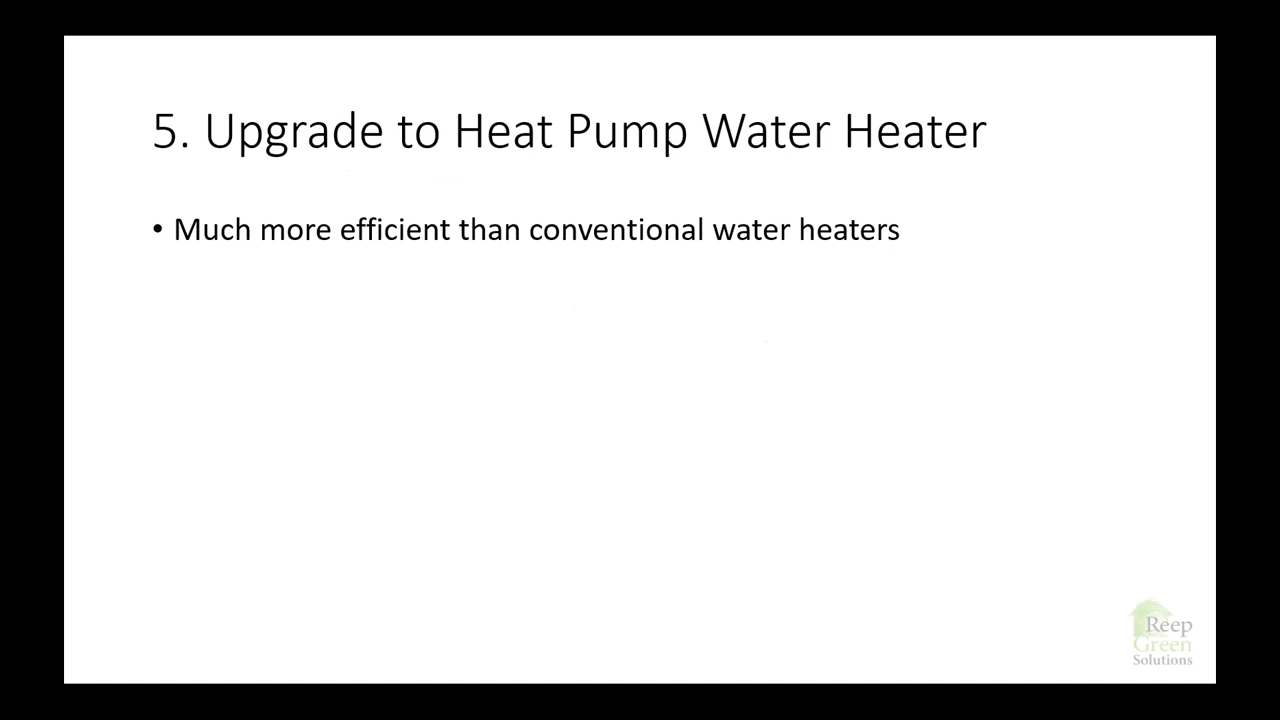 5. Upgrade to Heat Pump Water Heater
• Much more efficient than conventional water heaters
Reep
Green
Solutions